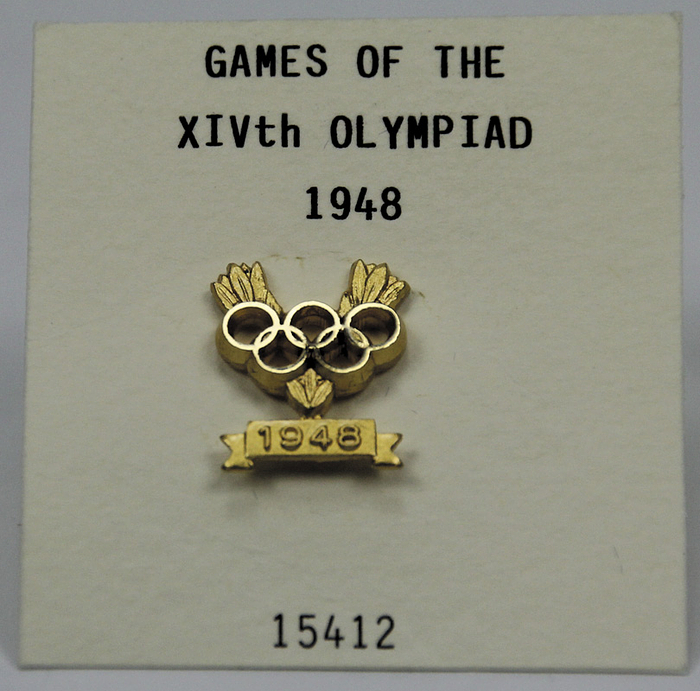 GAMES OF THE
XIVth OLYMPIAD
1948
1948
15412